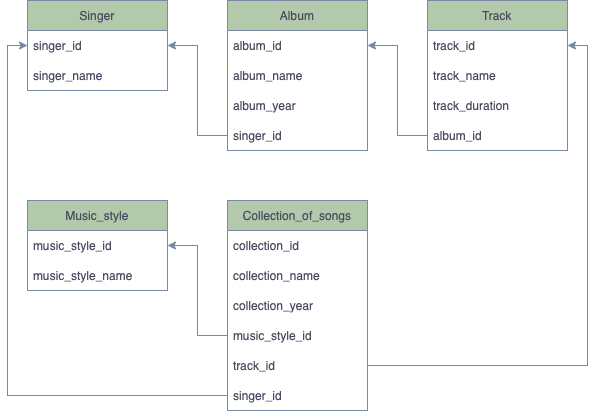 Singer
singer_id
singer_name
Album
album_id
album_name
album_year
singer_id
Track
track_id
track_name
track_duration
album_id
Music_style
music_style_id
music_style_name
Collection_of_songs
collection_id
collection_name
collection_year
music_style_id
track_id
singer_id